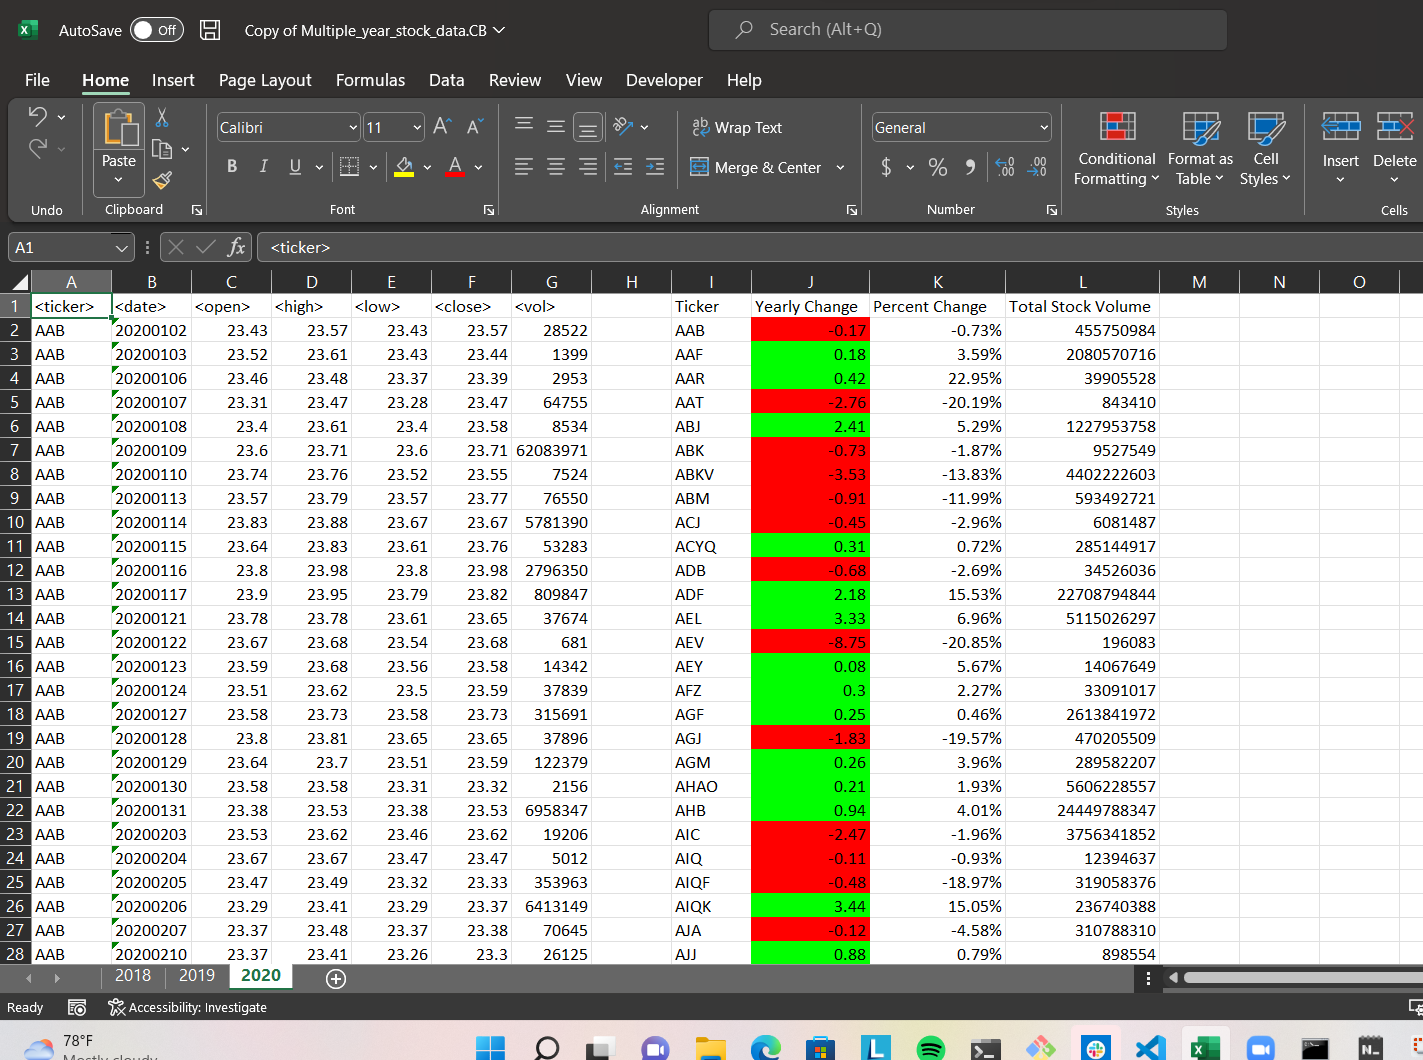 AutoSave Off Copy of Multiple_year_stock_data.CB Search (Alt+Q)
File Home Insert Page Layout Formulas Data Review View Developer Help
Calibri 11 Wrap Text General
Paste B I U A Merge & Center $ % Conditional Formatting Format as Table Cell Styles Insert Delete
Undo Clipboard Font Alignment Number Styles Cells
A1 fx <ticker>
A B C D E F G H I J K L M N O
1 <ticker> <date> <open> <high> <low> <close> <vol> Ticker Yearly Change Percent Change Total Stock Volume
2 AAB 20200102 23.43 23.57 23.43 23.57 28522 AAB -0.17 -0.73% 455750984
3 AAB 20200103 23.52 23.61 23.43 23.44 1399 AAF 0.18 3.59% 2080570716
4 AAB 20200106 23.46 23.48 23.37 23.39 2953 AAR 0.42 22.95% 39905528
5 AAB 20200107 23.31 23.47 23.28 23.47 64755 AAT -2.76 -20.19% 843410
6 AAB 20200108 23.4 23.61 23.4 23.58 8534 ABJ 2.41 5.29% 1227953758
7 AAB 20200109 23.6 23.71 23.6 23.71 62083971 ABK -0.73 -1.87% 9527549
8 AAB 20200110 23.74 23.76 23.52 23.55 7524 ABKV -3.53 -13.83% 4402222603
9 AAB 20200113 23.57 23.79 23.57 23.77 76550 ABM -0.91 -11.99% 593492721
10 AAB 20200114 23.83 23.88 23.67 23.67 5781390 ACJ -0.45 -2.96% 6081487
11 AAB 20200115 23.64 23.83 23.61 23.76 53283 ACYQ 0.31 0.72% 285144917
12 AAB 20200116 23.8 23.98 23.8 23.98 2796350 ADB -0.68 -2.69% 34526036
13 AAB 20200117 23.9 23.95 23.79 23.82 809847 ADF 2.18 15.53% 22708794844
14 AAB 20200121 23.78 23.78 23.61 23.65 37674 AEL 3.33 6.96% 5115026297
15 AAB 20200122 23.67 23.68 23.54 23.68 681 AEV -8.75 -20.85% 196083
16 AAB 20200123 23.59 23.68 23.56 23.58 14342 AEY 0.08 5.67% 14067649
17 AAB 20200124 23.51 23.62 23.5 23.59 37839 AFZ 0.3 2.27% 33091017
18 AAB 20200127 23.58 23.73 23.58 23.73 315691 AGF 0.25 0.46% 2613841972
19 AAB 20200128 23.8 23.81 23.65 23.65 37896 AGJ -1.83 -19.57% 470205509
20 AAB 20200129 23.64 23.7 23.51 23.59 122379 AGM 0.26 3.96% 289582207
21 AAB 20200130 23.58 23.58 23.31 23.32 2156 AHAO 0.21 1.93% 5606228557
22 AAB 20200131 23.38 23.53 23.38 23.53 6958347 AHB 0.94 4.01% 24449788347
23 AAB 20200203 23.53 23.62 23.46 23.62 19206 AIC -2.47 -1.96% 3756341852
24 AAB 20200204 23.67 23.67 23.47 23.47 5012 AIQ -0.11 -0.93% 12394637
25 AAB 20200205 23.47 23.49 23.32 23.33 353963 AIQF -0.48 -18.97% 319058376
26 AAB 20200206 23.29 23.41 23.29 23.37 6413149 AIQK 3.44 15.05% 236740388
27 AAB 20200207 23.37 23.48 23.37 23.38 70645 AJA -0.12 -4.58% 310788310
28 AAB 20200210 23.37 23.41 23.26 23.3 26125 AJJ 0.88 0.79% 898554
2018 2019 2020
Ready Accessibility: Investigate
78°F
Mostly cloudy